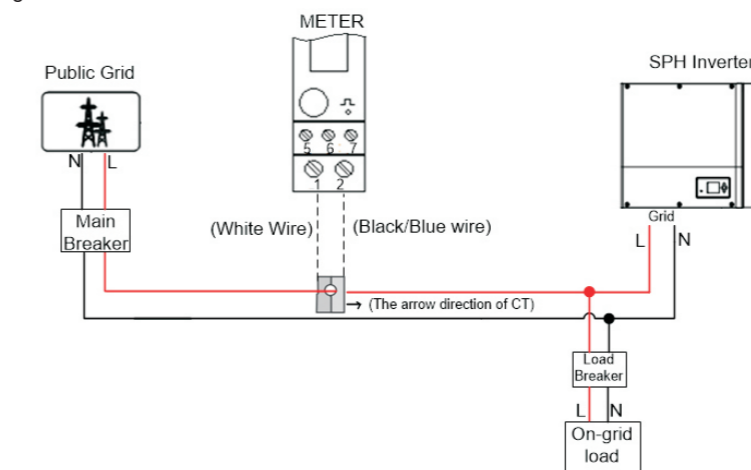 METER
Public Grid
SPH Inverter
5 6 7
1 2
N L
Main
Breaker
(White Wire)
(Black/Blue wire)
Grid
L N
(The arrow direction of CT)
Load
Breaker
L N
On-grid
load